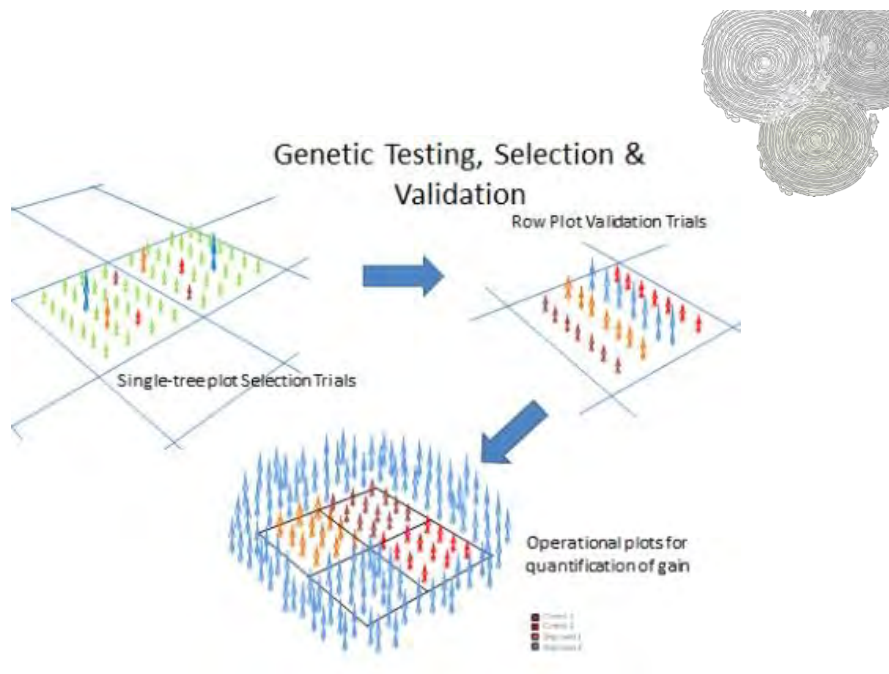 Genetic Testing, Selection &
Validation
Row Plot Validation Trials
Single-tree plot Selection Trials
Operational plots for
quantification of gain